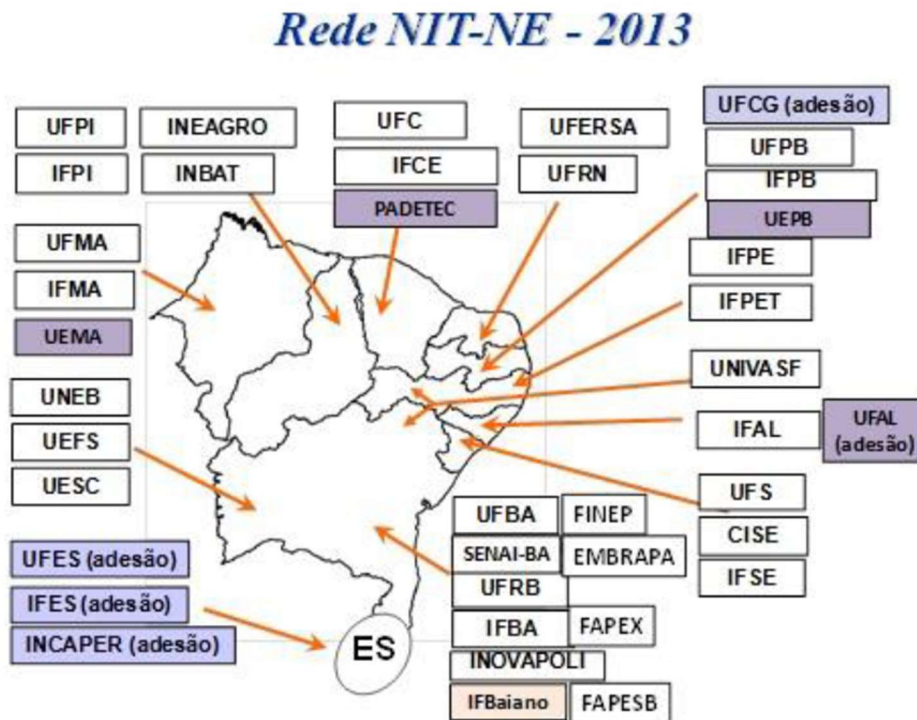 Rede NIT-NE - 2013
UFPI
INEAGRO
IFPI
INBAT
UFC
IFCE
PADETEC
UFERSA
UFRN
UFCG (adesão)
UFPB
IFPB
UEPB
IFPE
IFPET
UFMA
IFMA
UEMA
UNIVASF
UNEB
UEFS
UESC
IFAL
UFAL
(adesão)
UFS
CISE
IFSE
UFBA
FINEP
SENAI-BA
EMBRAPA
UFRB
IFBA
FAPEX
INOVAPOLI
IFBaiano
FAPESB
UFES (adesão)
IFES (adesão)
INCAPER (adesão)
ES